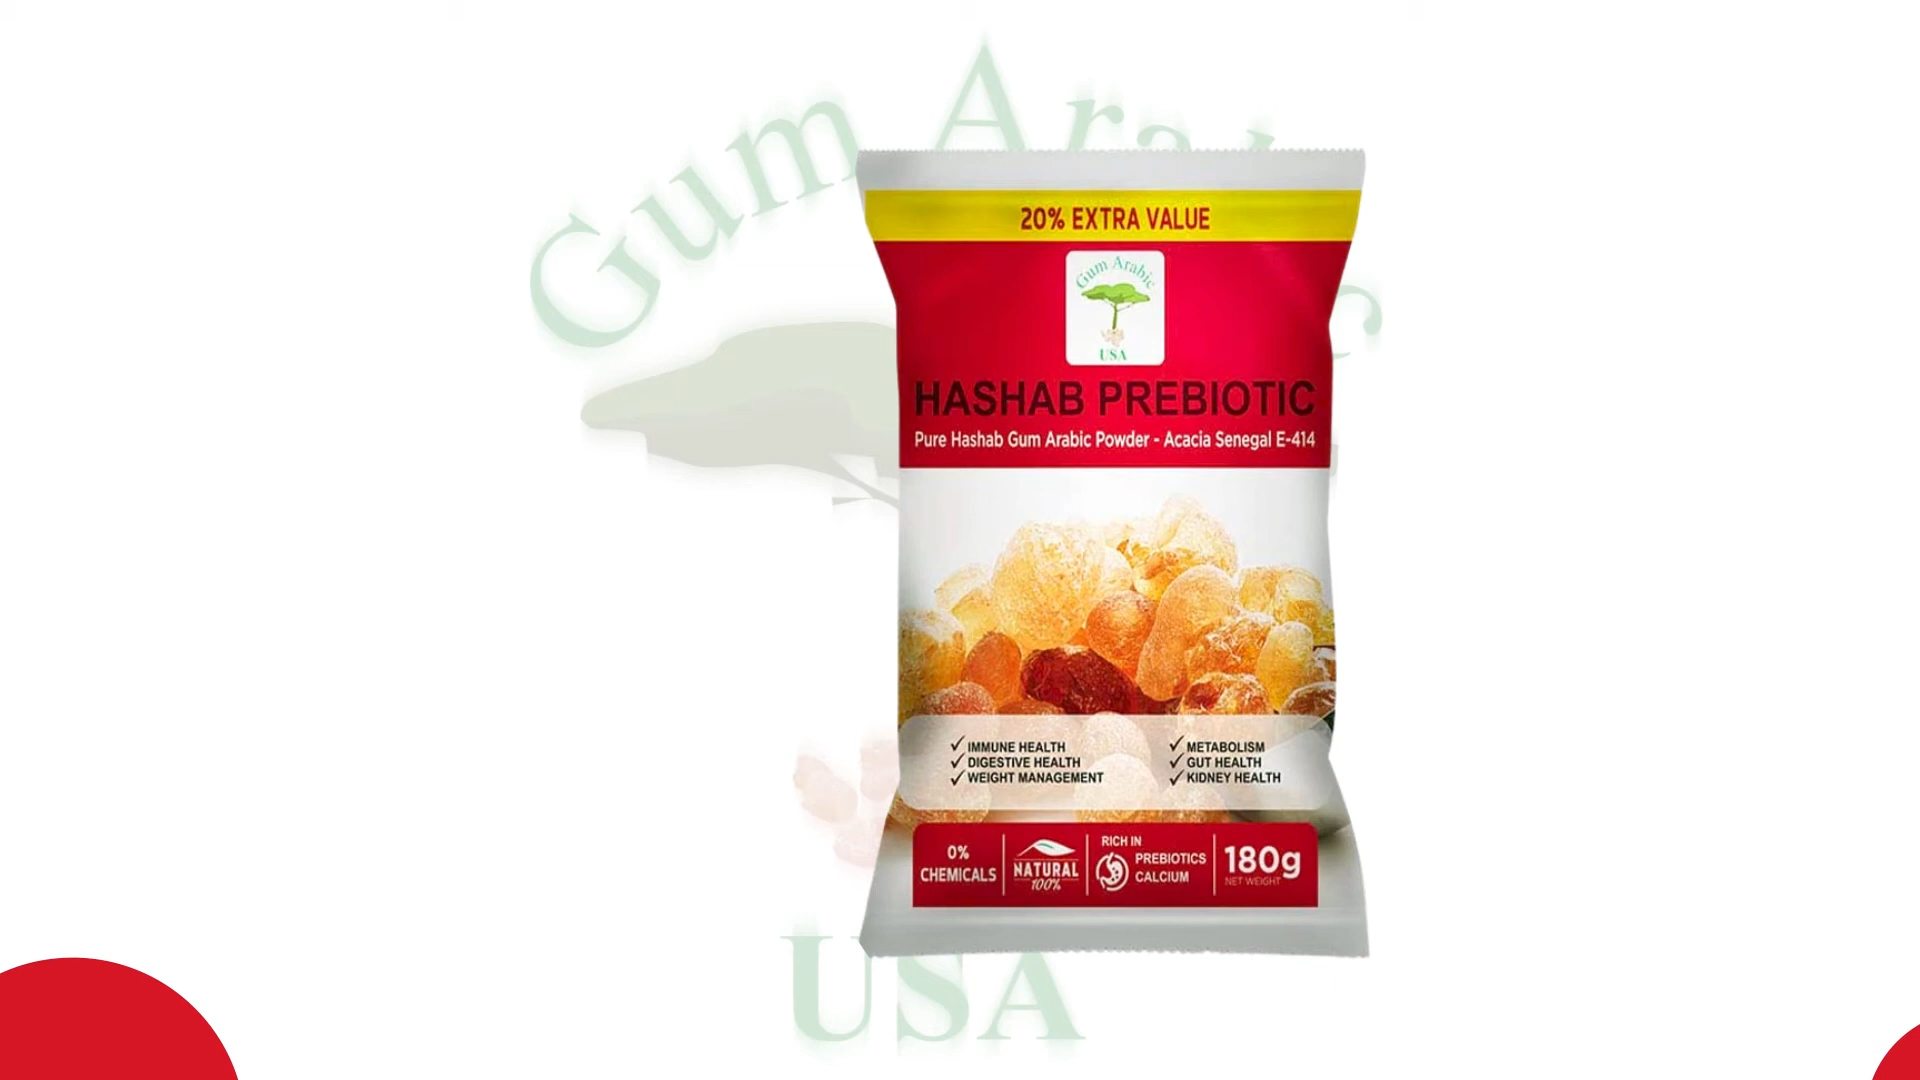 Gum Arabic
20% EXTRA VALUE
Gum Arabic
USA
HASHAB PREBIOTIC
Pure Hashab Gum Arabic Powder - Acacia Senegal E-414
✓ IMMUNE HEALTH
✓ DIGESTIVE HEALTH
✓ WEIGHT MANAGEMENT
✓ METABOLISM
✓ GUT HEALTH
✓ KIDNEY HEALTH
0%
CHEMICALS
NATURAL
100%
RICH IN
PREBIOTICS
CALCIUM
180g
NET WEIGHT
USA